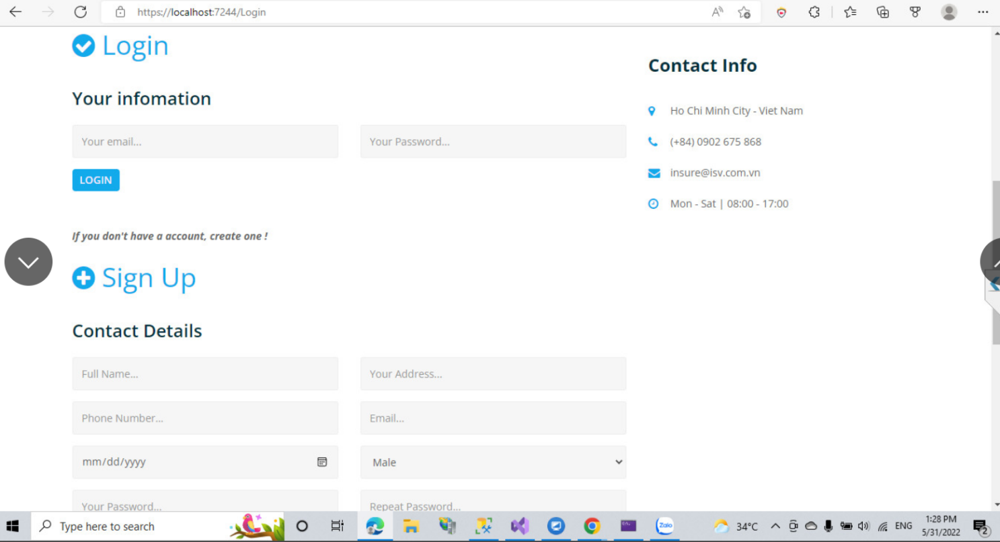 https://localhost:7244/Login
Login
Your infomation
Your email...
Your Password...
LOGIN
If you don't have a account, create one !
Sign Up
Contact Details
Full Name...
Your Address...
Phone Number...
Email...
mm/dd/yyyy
Male
Your Password...
Repeat Password...
Contact Info
Ho Chi Minh City - Viet Nam
(+84) 0902 675 868
insure@isv.com.vn
Mon - Sat | 08:00 - 17:00
Type here to search
Zalo
34°C
ENG
1:28 PM
5/31/2022
2